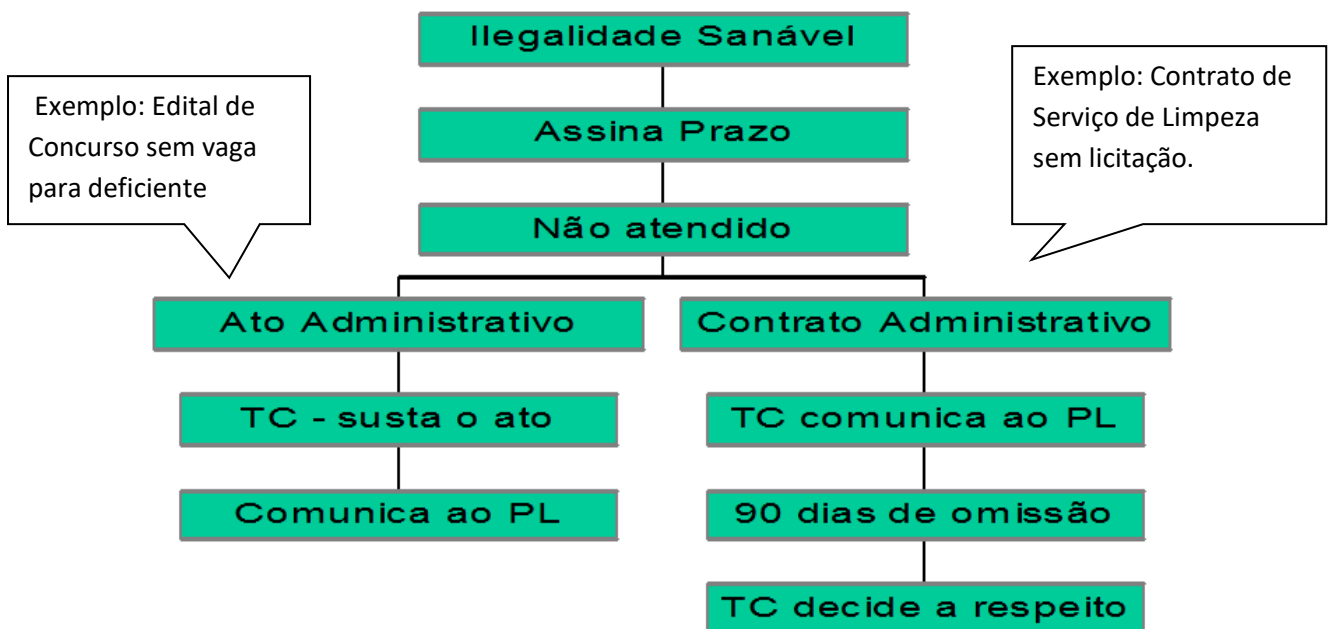 Ilegalidade Sanável
Exemplo: Edital de
Concurso sem vaga
para deficiente
Exemplo: Contrato de
Serviço de Limpeza
sem licitação.
Assina Prazo
Não atendido
Ato Administrativo
Contrato Administrativo
TC - susta o ato
TC comunica ao PL
Comunica ao PL
90 dias de omissão
TC decide a respeito